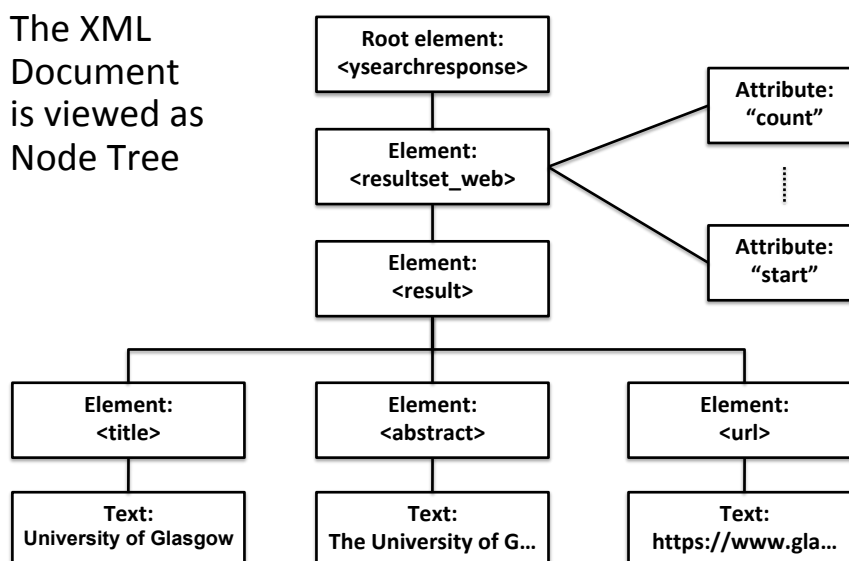 The XML
Document
is viewed as
Node Tree
Root element:
<ysearchresponse>
Attribute:
“count”
Element:
<resultset_web>
Attribute:
“start”
Element:
<result>
Element:
<title>
Element:
<abstract>
Element:
<url>
Text:
University of Glasgow
Text:
The University of G...
Text:
https://www.gla...